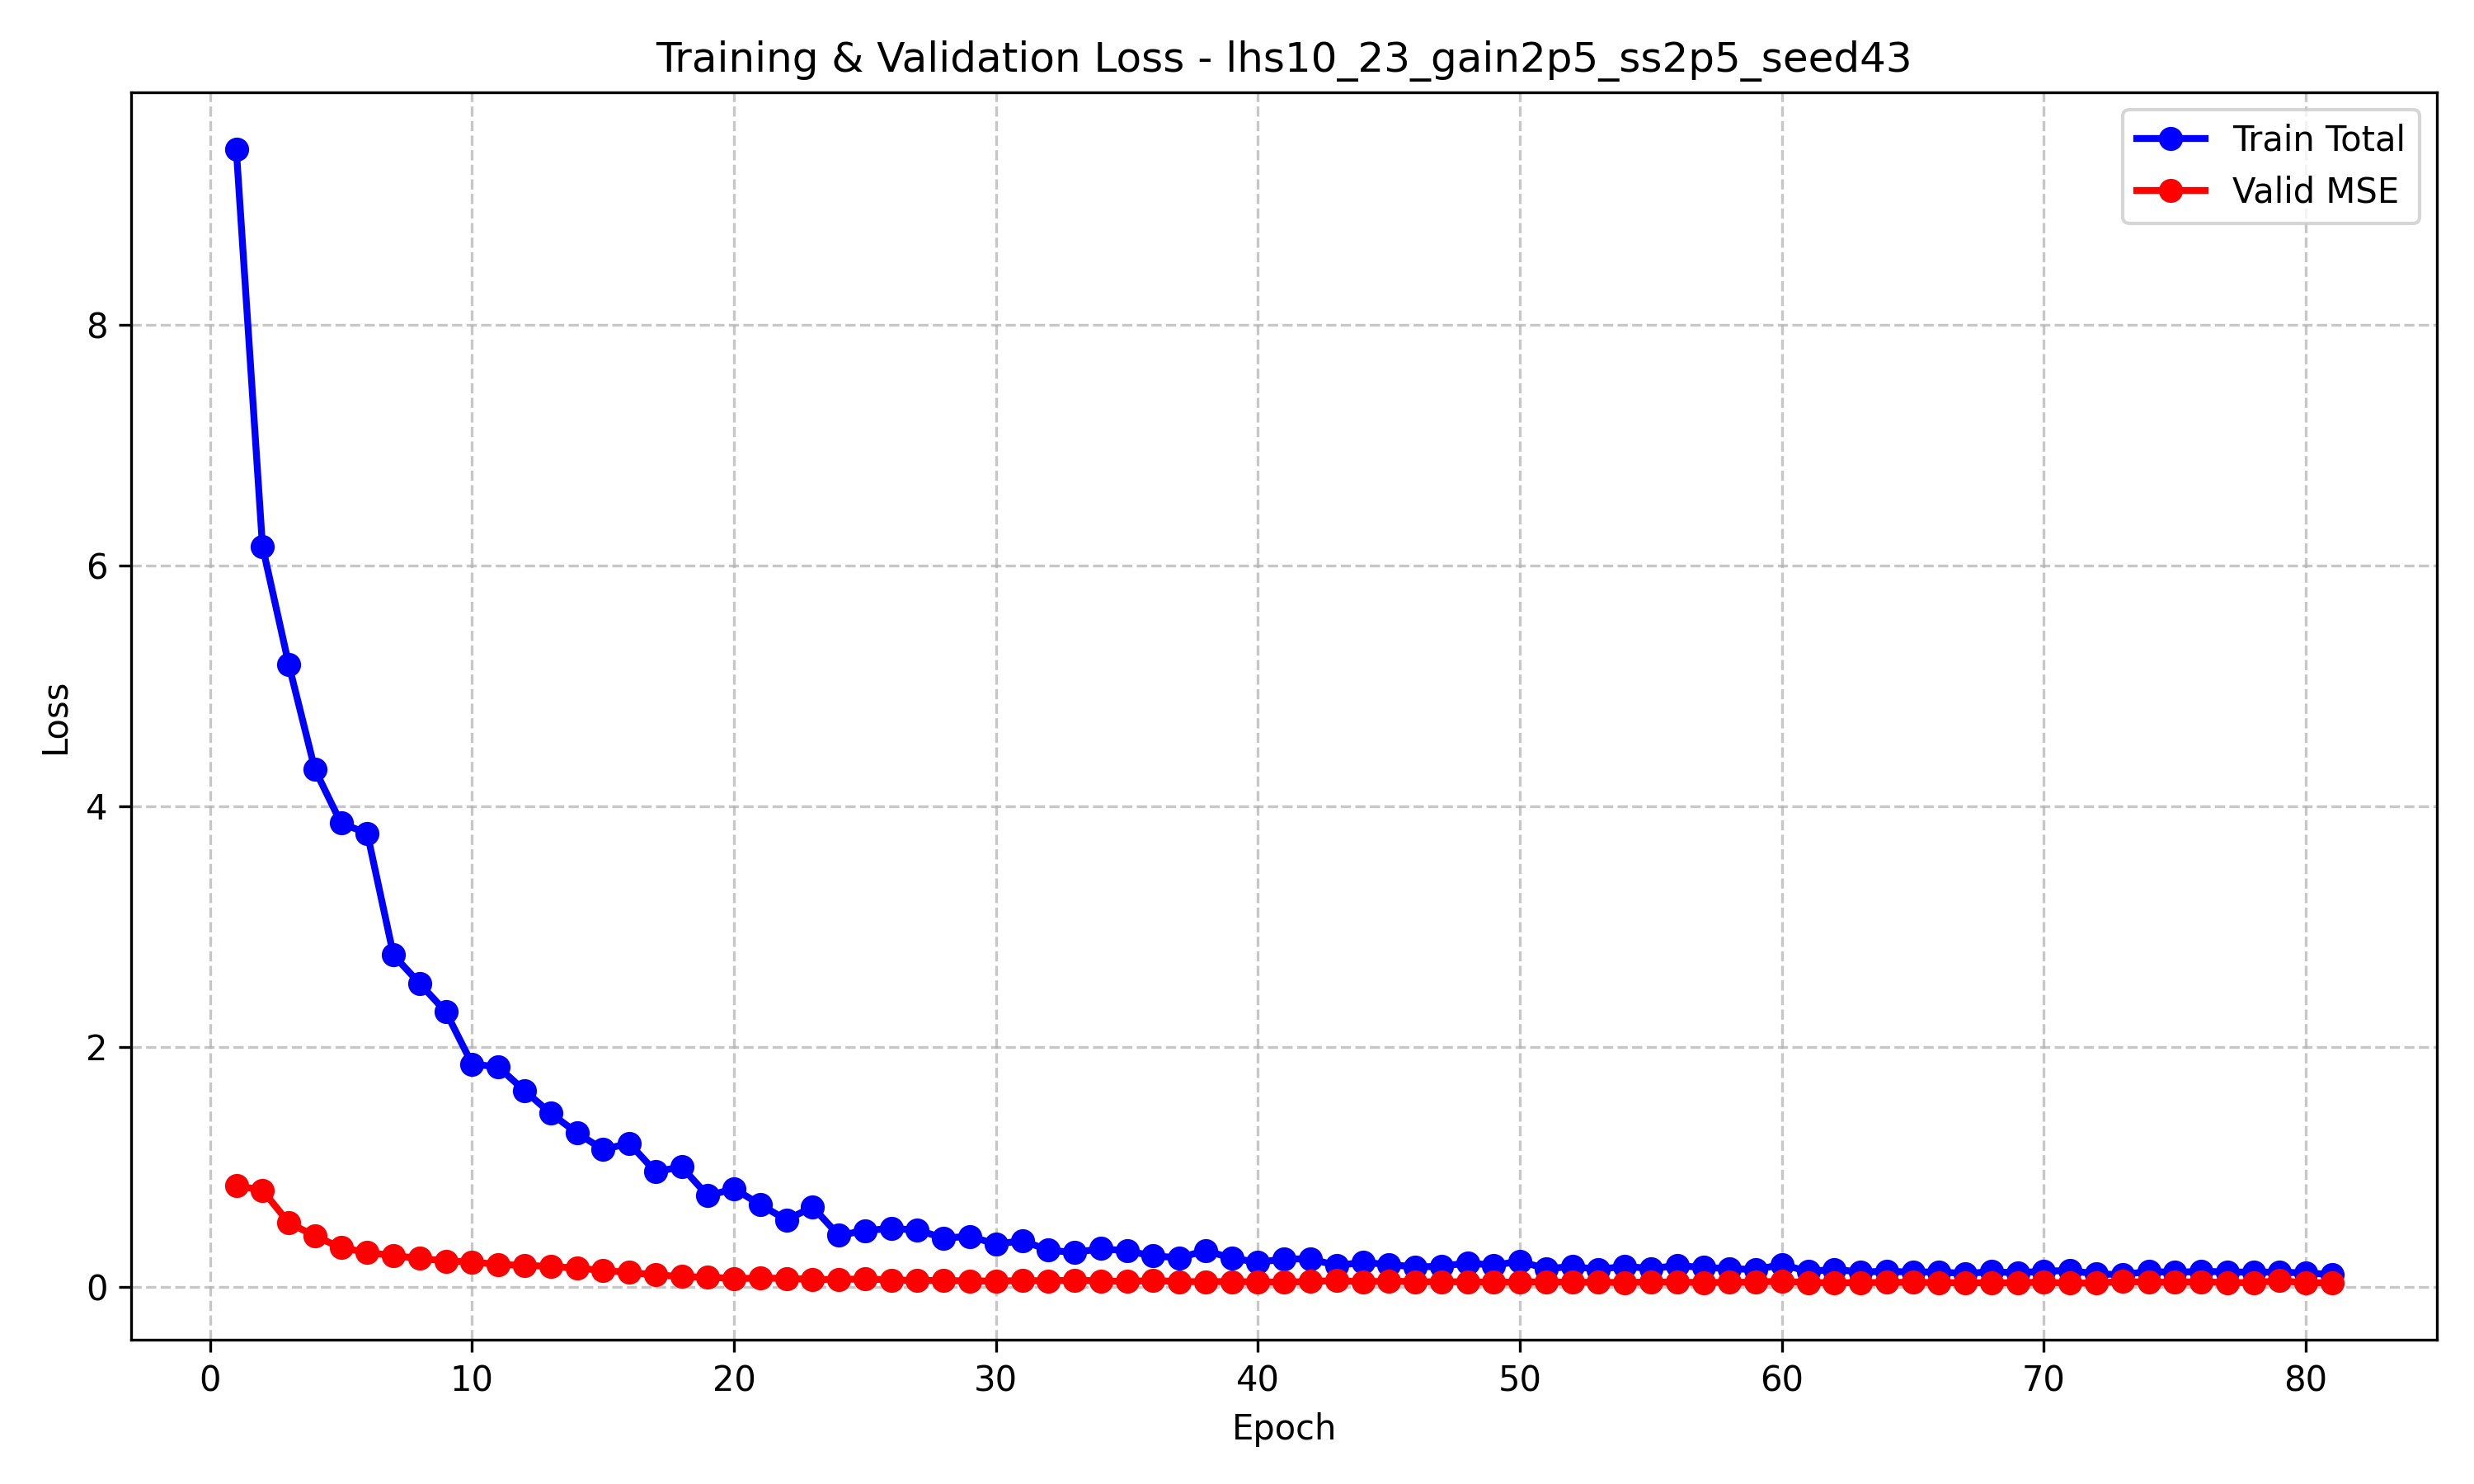 Training & Validation Loss - lhs10_23_gain2p5_ss2p5_seed43
Train Total
Valid MSE
Loss
8
6
4
2
0
0 10 20 30 40 50 60 70 80
Epoch